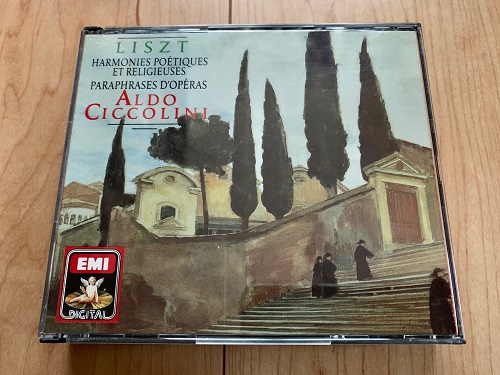 LISZT
HARMONIES POÉTIQUES
ET RELIGIEUSES
PARAPHRASES D'OPÉRAS
ALDO
CICCOLINI
EMI
DIGITAL